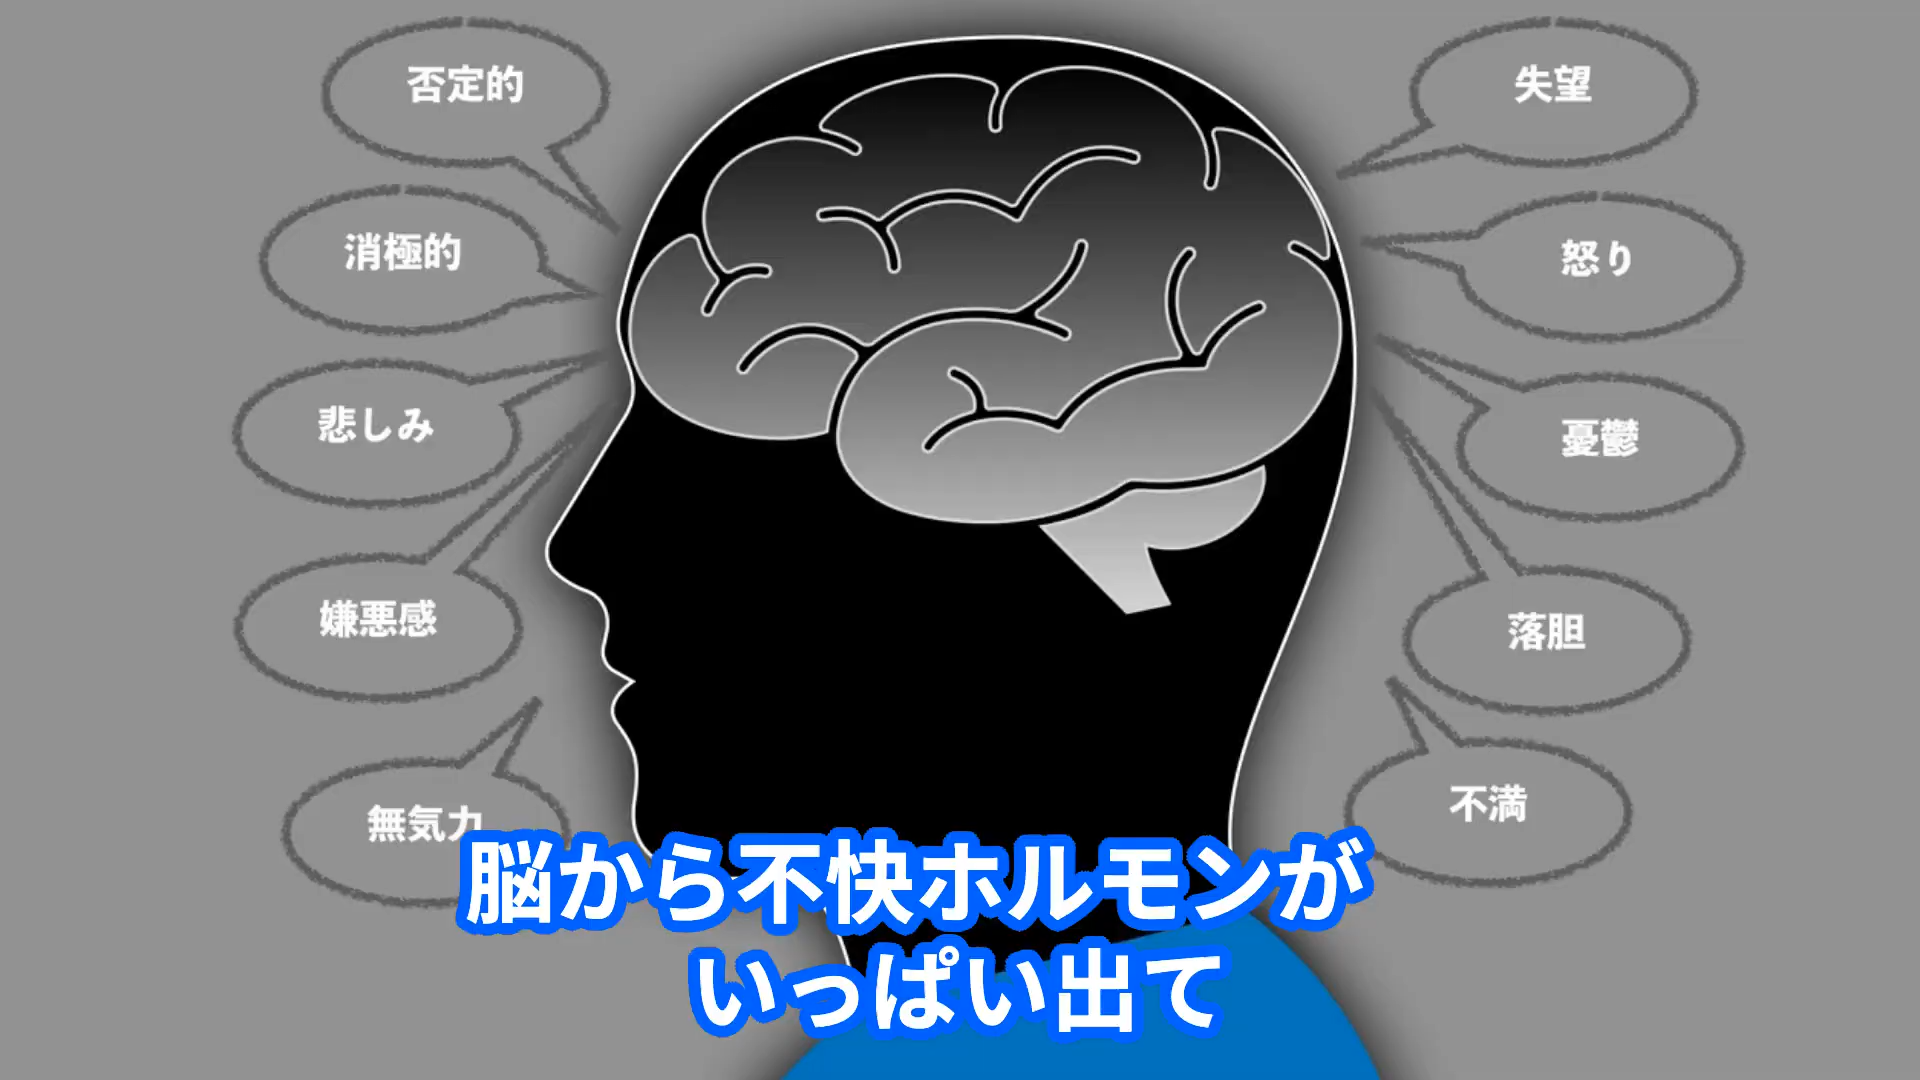 否定的
消極的
悲しみ
嫌悪感
無気力
失望
怒り
憂鬱
落胆
不満
脳から不快ホルモンが
いっぱい出て